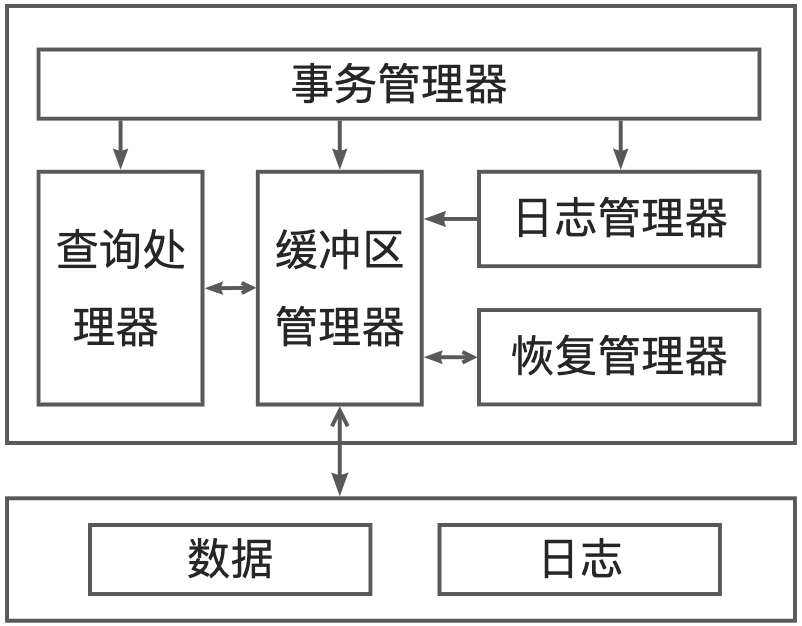 事务管理器
查询处
理器
缓冲区
管理器
日志管理器
恢复管理器
数据
日志